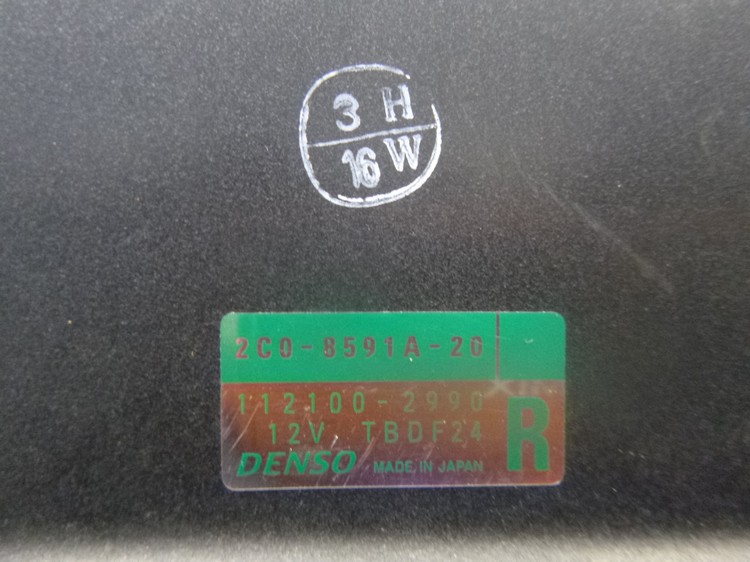 3 H
16 W
2C0-8591A-20
112100-2990
12V TBDF24
R
DENSO MADE IN JAPAN